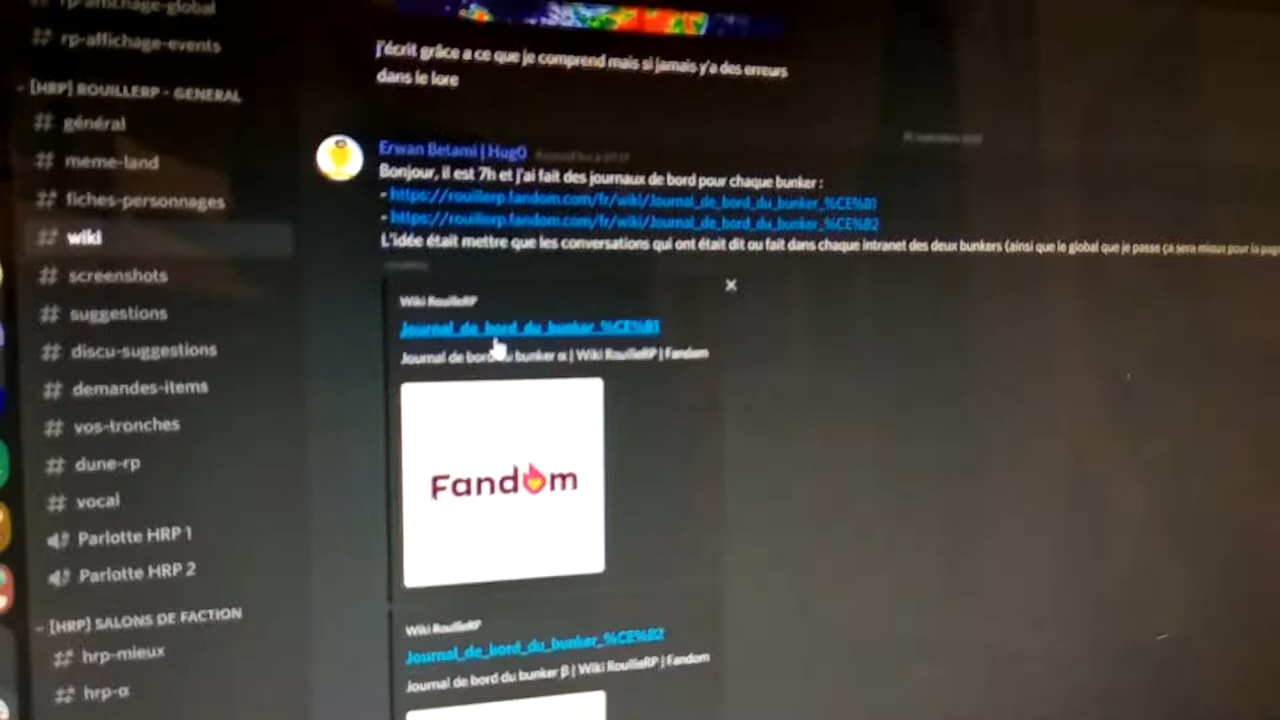 rp-affichage-global
rp-affichage-events
[HRP] ROUILLERP - GENERAL
général
meme-land
fiches-personnages
wiki
screenshots
suggestions
discu-suggestions
demandes-items
vos-tronches
dune-rp
vocal
Parlotte HRP 1
Parlotte HRP 2
[HRP] SALONS DE FACTION
hrp-mieux
hrp-α
j'écrit grâce a ce que je comprend mais si jamais y'a des erreurs
dans le lore
Erwan Betami | Hug0
Bonjour, il est 7h et j'ai fait des journaux de bord pour chaque bunker :
- https://rouillerp.fandom.com/fr/wiki/Journal_de_bord_du_bunker_%CE%B1
- https://rouillerp.fandom.com/fr/wiki/Journal_de_bord_du_bunker_%CE%B2
L'idée était mettre que les conversations qui ont était dit ou fait dans chaque intranet des deux bunkers (ainsi que le global que je passe ça sera mieux pour la pag
Wiki RouilleRP
Journal_de_bord_du_bunker_%CE%B1
Journal de bord du bunker α | Wiki RouilleRP | Fandom
Fandom
Wiki RouilleRP
Journal_de_bord_du_bunker_%CE%B2
Journal de bord du bunker β | Wiki RouilleRP | Fandom